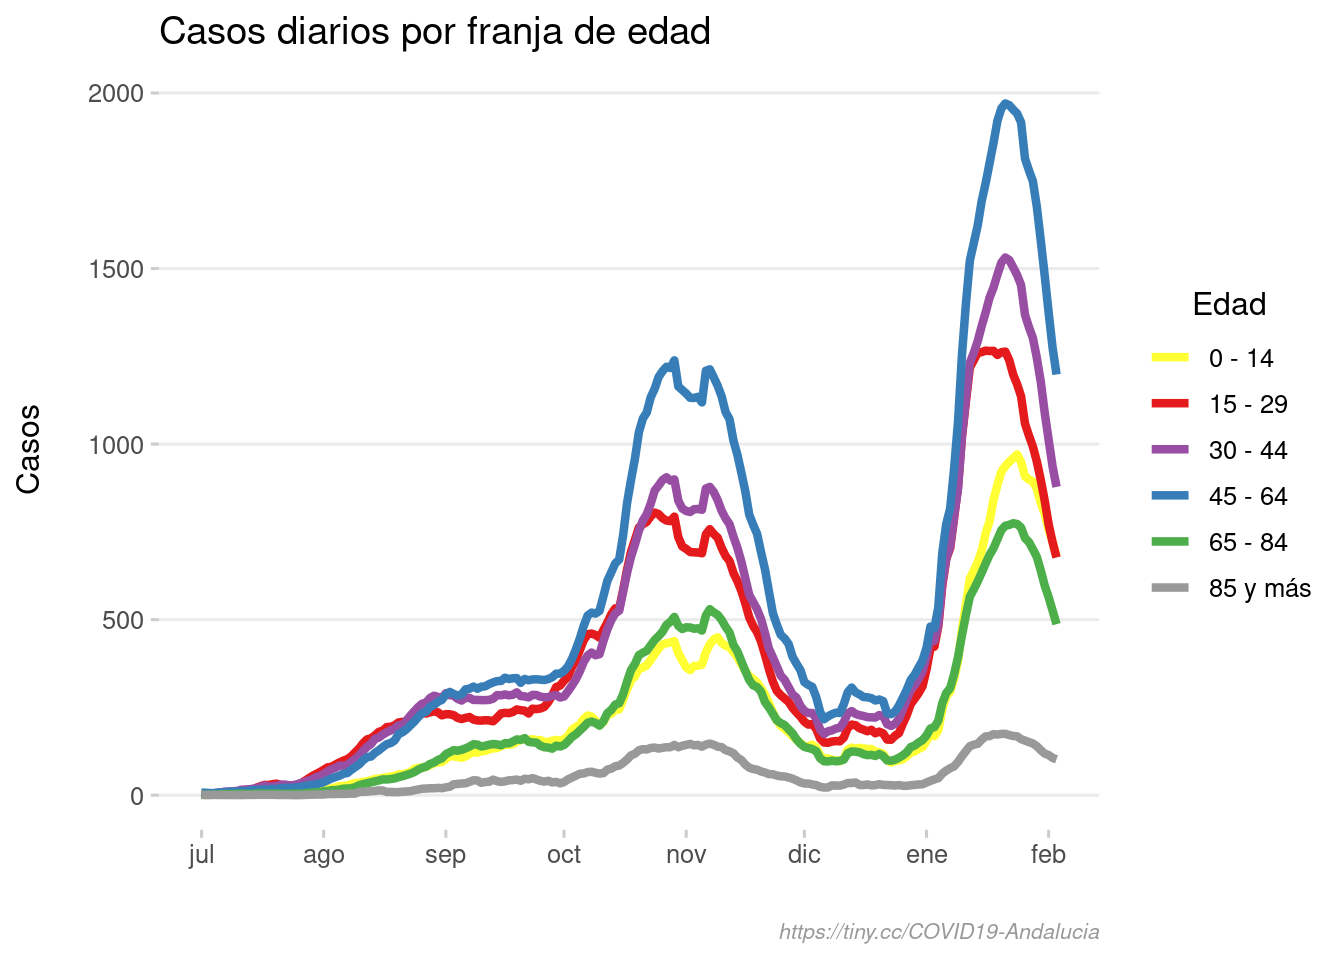 Casos diarios por franja de edad
2000
1500
1000
500
0
Casos
jul ago sep oct nov dic ene feb
Edad
0 - 14
15 - 29
30 - 44
45 - 64
65 - 84
85 y más
https://tiny.cc/COVID19-Andalucia